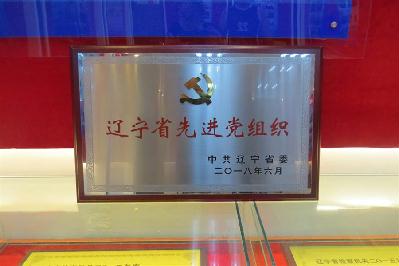 辽宁省先进党组织
中共辽宁省委
二〇一八年六月